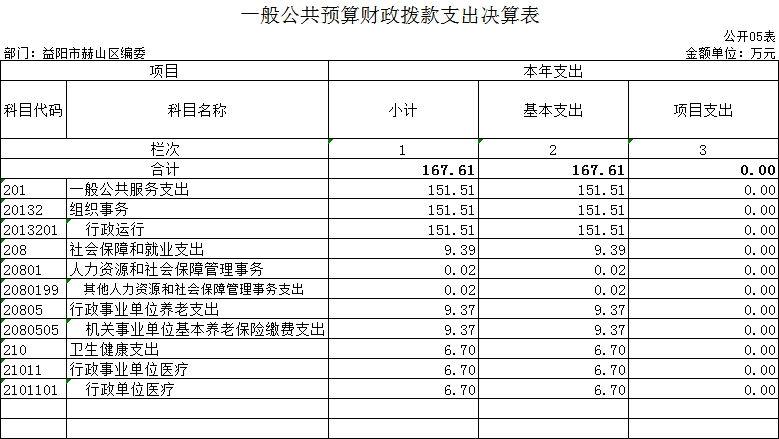 一般公共预算财政拨款支出决算表
公开05表
部门：益阳市赫山区编委 金额单位：万元
项目 本年支出
科目代码 科目名称 小计 基本支出 项目支出
栏次 1 2 3
合计 167.61 167.61 0.00
201 一般公共服务支出 151.51 151.51 0.00
20132 组织事务 151.51 151.51 0.00
2013201 行政运行 151.51 151.51 0.00
208 社会保障和就业支出 9.39 9.39 0.00
20801 人力资源和社会保障管理事务 0.02 0.02 0.00
2080199 其他人力资源和社会保障管理事务支出 0.02 0.02 0.00
20805 行政事业单位养老支出 9.37 9.37 0.00
2080505 机关事业单位基本养老保险缴费支出 9.37 9.37 0.00
210 卫生健康支出 6.70 6.70 0.00
21011 行政事业单位医疗 6.70 6.70 0.00
2101101 行政单位医疗 6.70 6.70 0.00